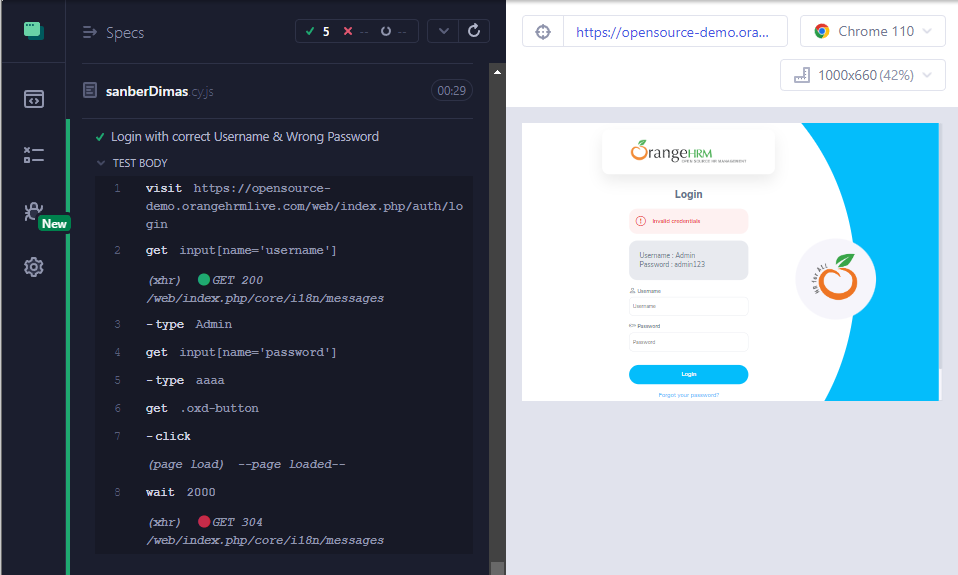 Specs
5 -- --
sanberDimas cy.js
00:29
Login with correct Username & Wrong Password
TEST BODY
1 visit https://opensource-
demo.orangehrmlive.com/web/index.php/auth/lo
gin
2 get input[name='username']
(xhr) GET 200
/web/index.php/core/i18n/messages
3 -type Admin
4 get input[name='password']
5 -type aaaa
6 get .oxd-button
7 -click
(page load) --page loaded--
8 wait 2000
(xhr) GET 304
/web/index.php/core/i18n/messages
New
https://opensource-demo.ora...
Chrome 110
1000x660 (42%)
OrangeHRM
OPEN SOURCE HR MANAGEMENT
Login
Invalid credentials
Username : Admin
Password : admin123
Username
Username
Password
Password
Login
Forgot your password?
HR for All